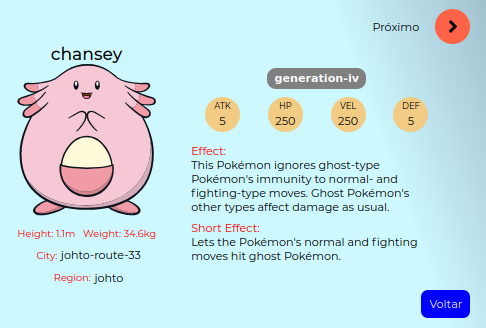 Próximo
chansey
generation-iv
ATK HP VEL DEF
5 250 250 5
Effect:
This Pokémon ignores ghost-type
Pokémon's immunity to normal- and
fighting-type moves. Ghost Pokémon's
other types affect damage as usual.
Short Effect:
Lets the Pokémon's normal and fighting
moves hit ghost Pokémon.
Height: 1.1m Weight: 34.6kg
City: johto-route-33
Region: johto
Voltar